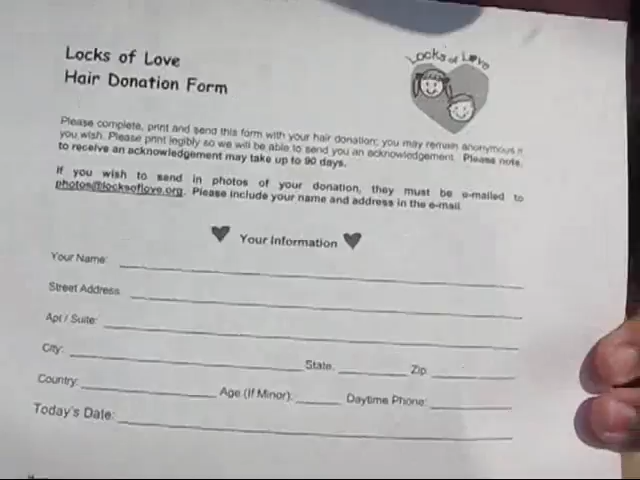 Locks of Love
Hair Donation Form
Locks of Love
Please complete, print and send this form with your hair donation; you may remain anonymous if
you wish. Please print legibly so we will be able to send you an acknowledgement. Please note,
to receive an acknowledgement may take up to 90 days.
If you wish to send in photos of your donation, they must be e-mailed to
photos@locksoflove.org. Please include your name and address in the e-mail
Your Information
Your Name:
Street Address:
Apt / Suite:
City: State: Zip:
Country: Age (If Minor): Daytime Phone:
Today's Date: